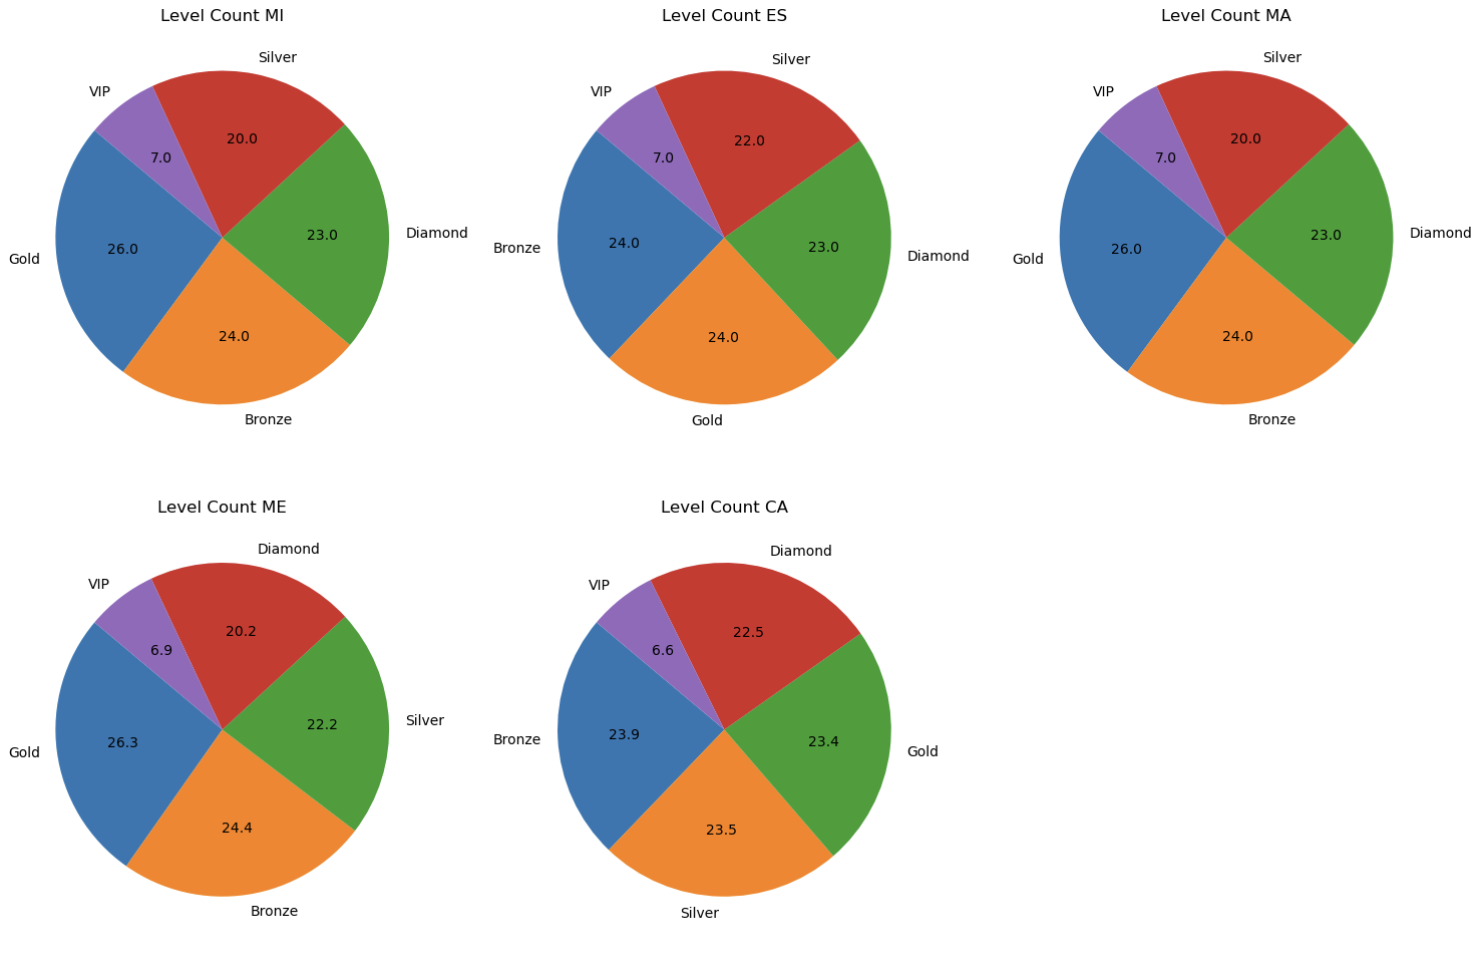 Level Count MI
Silver
VIP
20.0
7.0
Diamond
23.0
26.0
Gold
24.0
Bronze
Level Count ES
Silver
VIP
22.0
7.0
Bronze
24.0
23.0
Diamond
24.0
Gold
Level Count MA
Silver
VIP
20.0
7.0
Diamond
23.0
26.0
Gold
24.0
Bronze
Level Count ME
Diamond
VIP
20.2
6.9
Silver
22.2
26.3
Gold
24.4
Bronze
Level Count CA
Diamond
VIP
22.5
6.6
Bronze
23.9
23.4
Gold
23.5
Silver